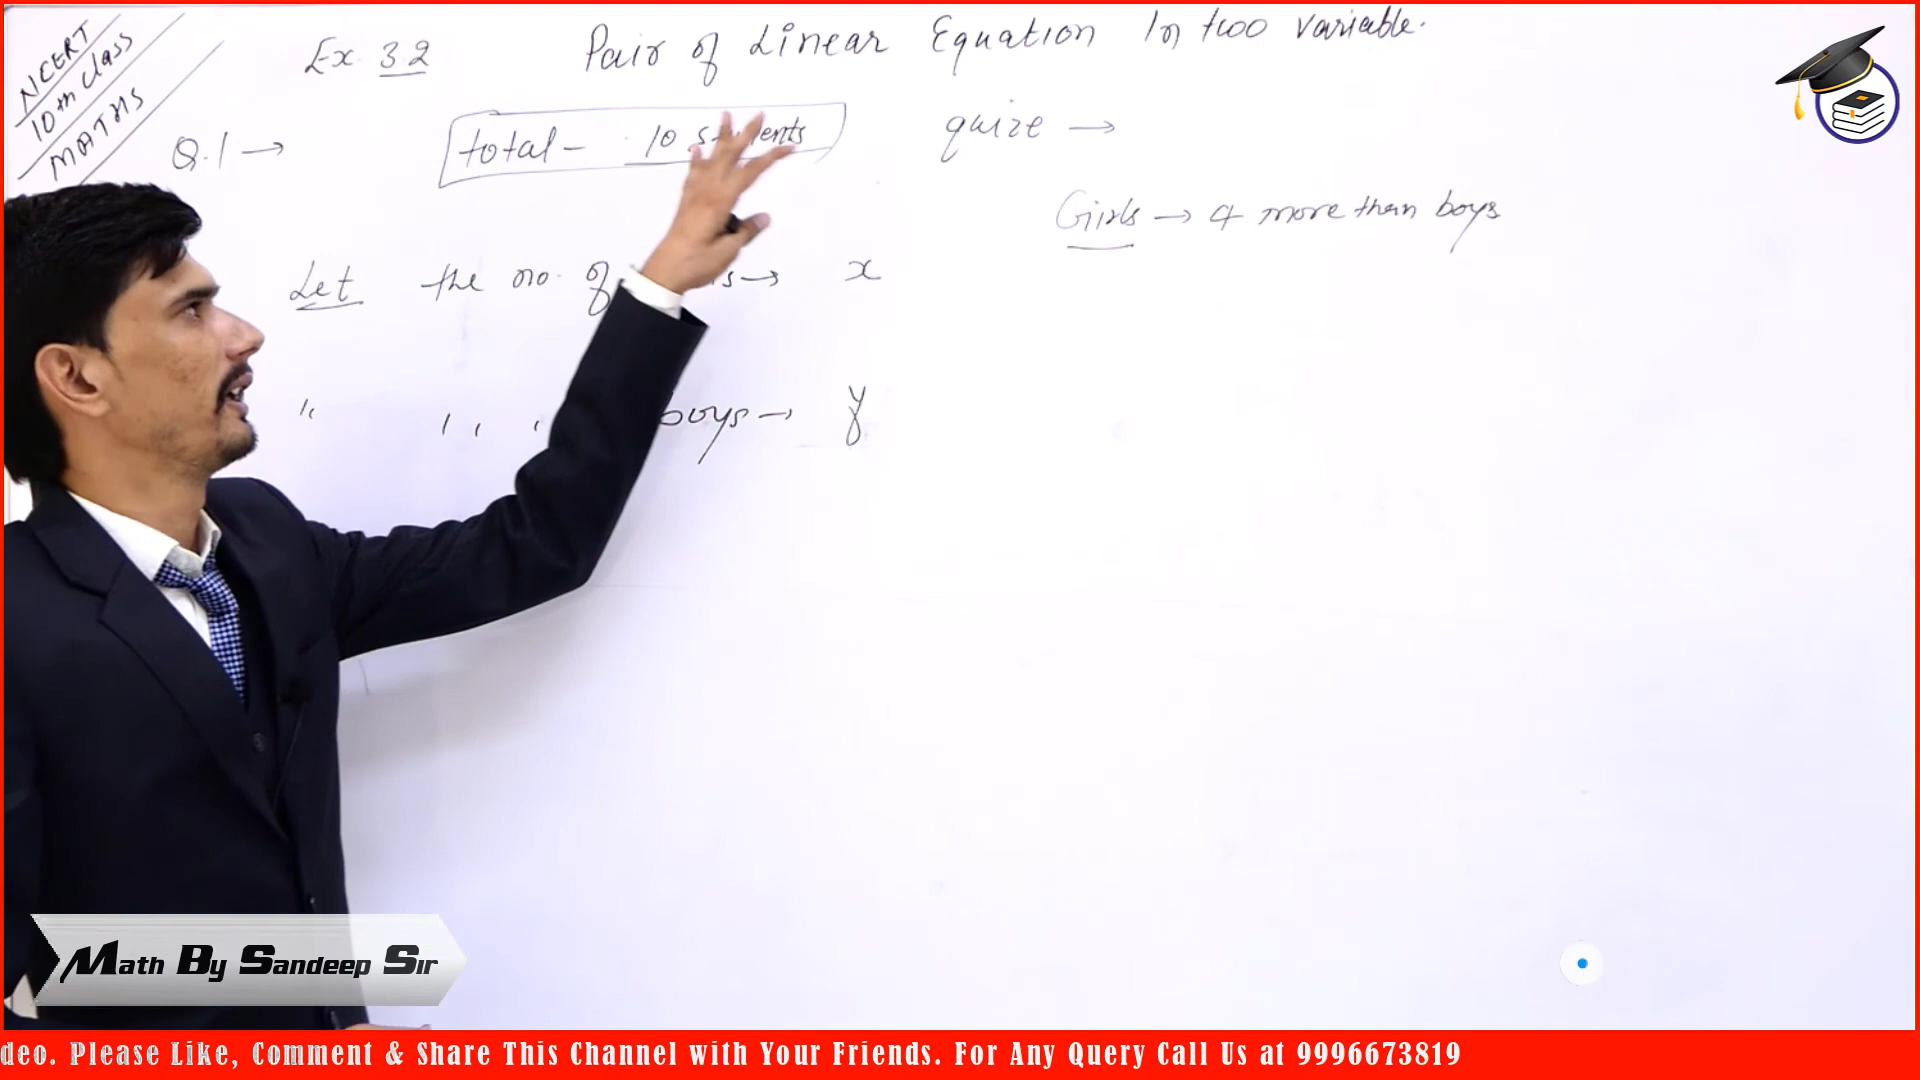 NCERT
10th class
MATHS
Ex. 3.2
Pair of Linear Equation In two variable.
Q.1 →
total - 10 students
quize →
Girls → 4 more than boys
Let the no. of → x
" " " boys → y
Math By Sandeep Sir
deo. Please Like, Comment & Share This Channel with Your Friends. For Any Query Call Us at 9996673819